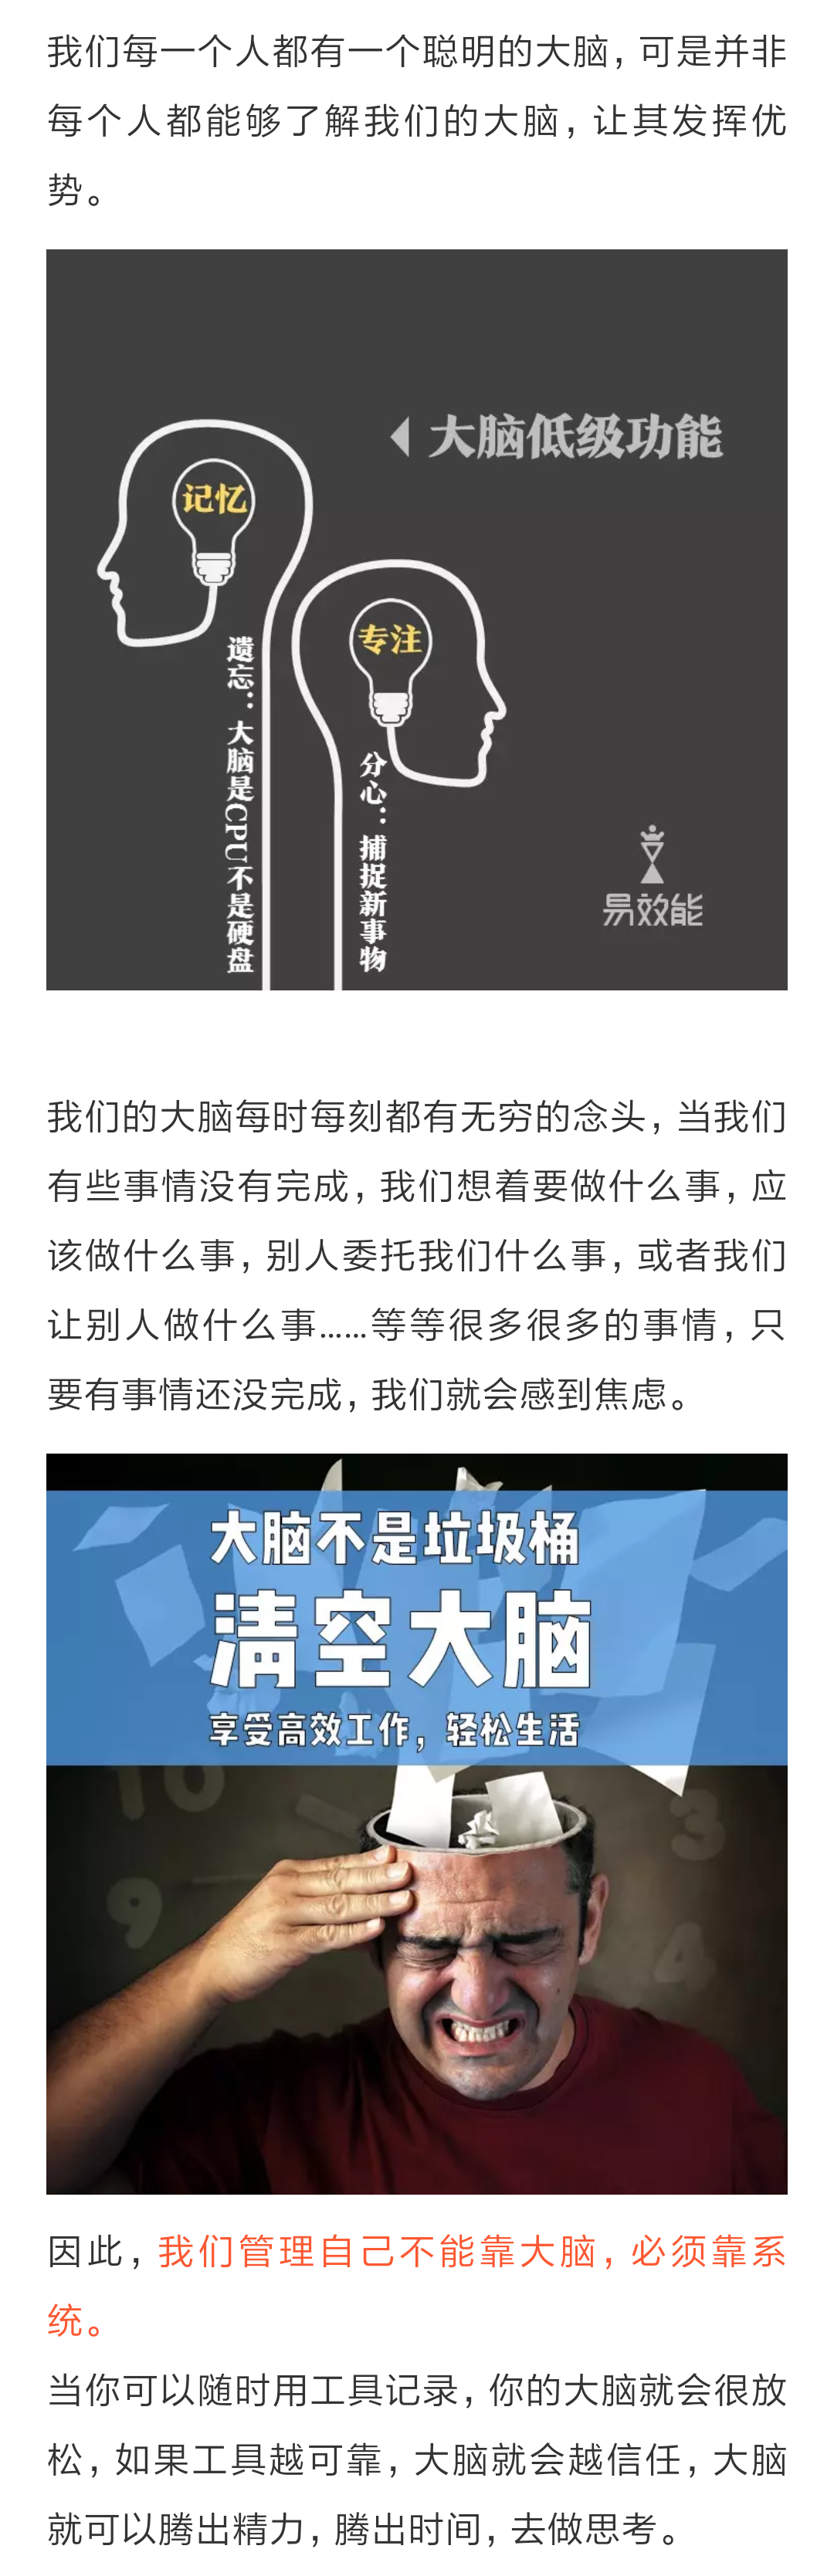 我们每一个人都有一个聪明的大脑，可是并非
每个人都能够了解我们的大脑，让其发挥优
势。
大脑低级功能
记忆
遗忘：大脑是CPU不是硬盘
专注
分心：捕捉新事物
易效能
我们的大脑每时每刻都有无穷的念头，当我们
有些事情没有完成，我们想着要做什么事，应
该做什么事，别人委托我们什么事，或者我们
让别人做什么事……等等很多很多的事情，只
要有事情还没完成，我们就会感到焦虑。
大脑不是垃圾桶
清空大脑
享受高效工作，轻松生活
10
3
9
4
因此，我们管理自己不能靠大脑，必须靠系
统。
当你可以随时用工具记录，你的大脑就会很放
松，如果工具越可靠，大脑就会越信任，大脑
就可以腾出精力，腾出时间，去做思考。